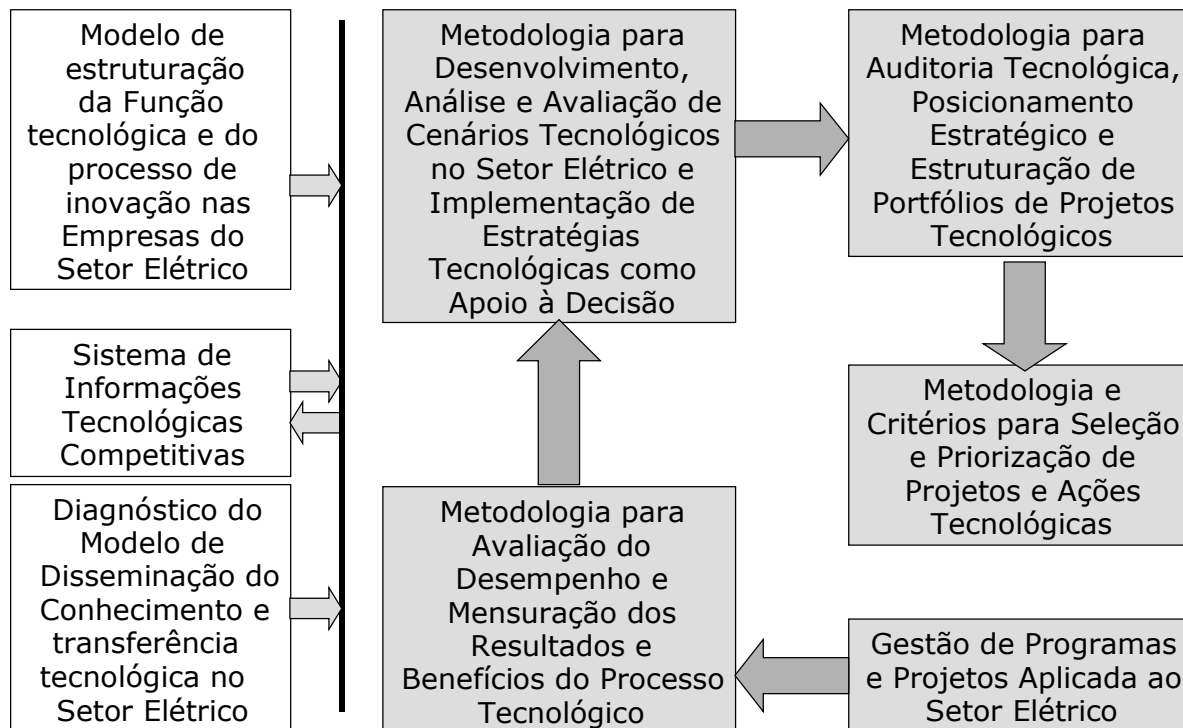 Modelo de
estruturação
da Função
tecnológica e do
processo de
inovação nas
Empresas do
Setor Elétrico
Sistema de
Informações
Tecnológicas
Competitivas
Diagnóstico do
Modelo de
Disseminação do
Conhecimento e
transferência
tecnológica no
Setor Elétrico
Metodologia para
Desenvolvimento,
Análise e Avaliação de
Cenários Tecnológicos
no Setor Elétrico e
Implementação de
Estratégias
Tecnológicas como
Apoio à Decisão
Metodologia para
Auditoria Tecnológica,
Posicionamento
Estratégico e
Estruturação de
Portfólios de Projetos
Tecnológicos
Metodologia e
Critérios para Seleção
e Priorização de
Projetos e Ações
Tecnológicas
Gestão de Programas
e Projetos Aplicada ao
Setor Elétrico
Metodologia para
Avaliação do
Desempenho e
Mensuração dos
Resultados e
Benefícios do Processo
Tecnológico